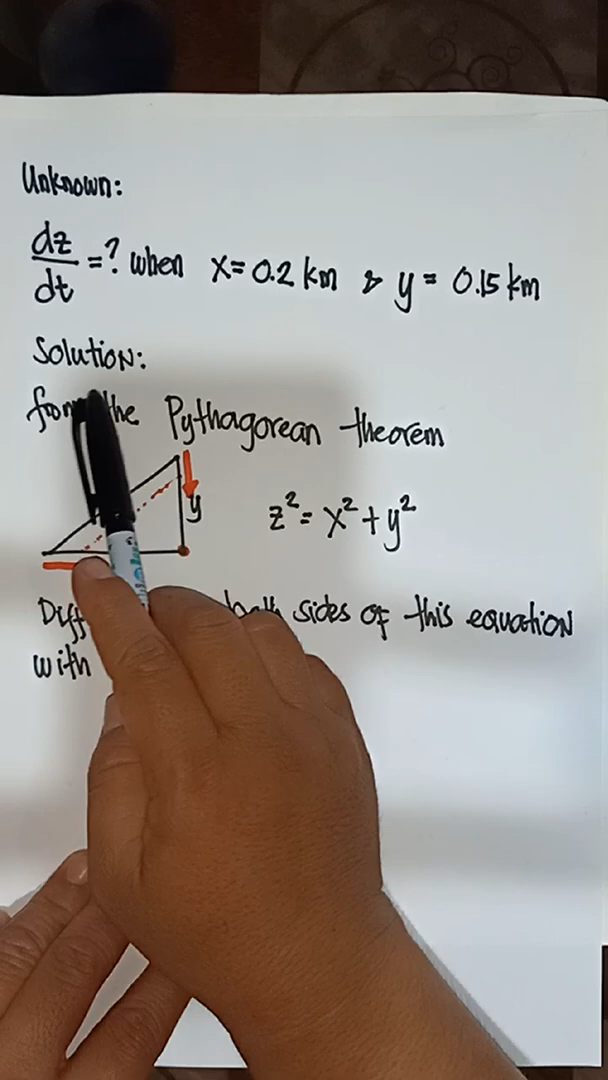 Unknown:
dz/dt = ? when x = 0.2 km & y = 0.15 km
Solution:
the Pythagorean theorem
y
z² = x² + y²
both sides of this equation
with